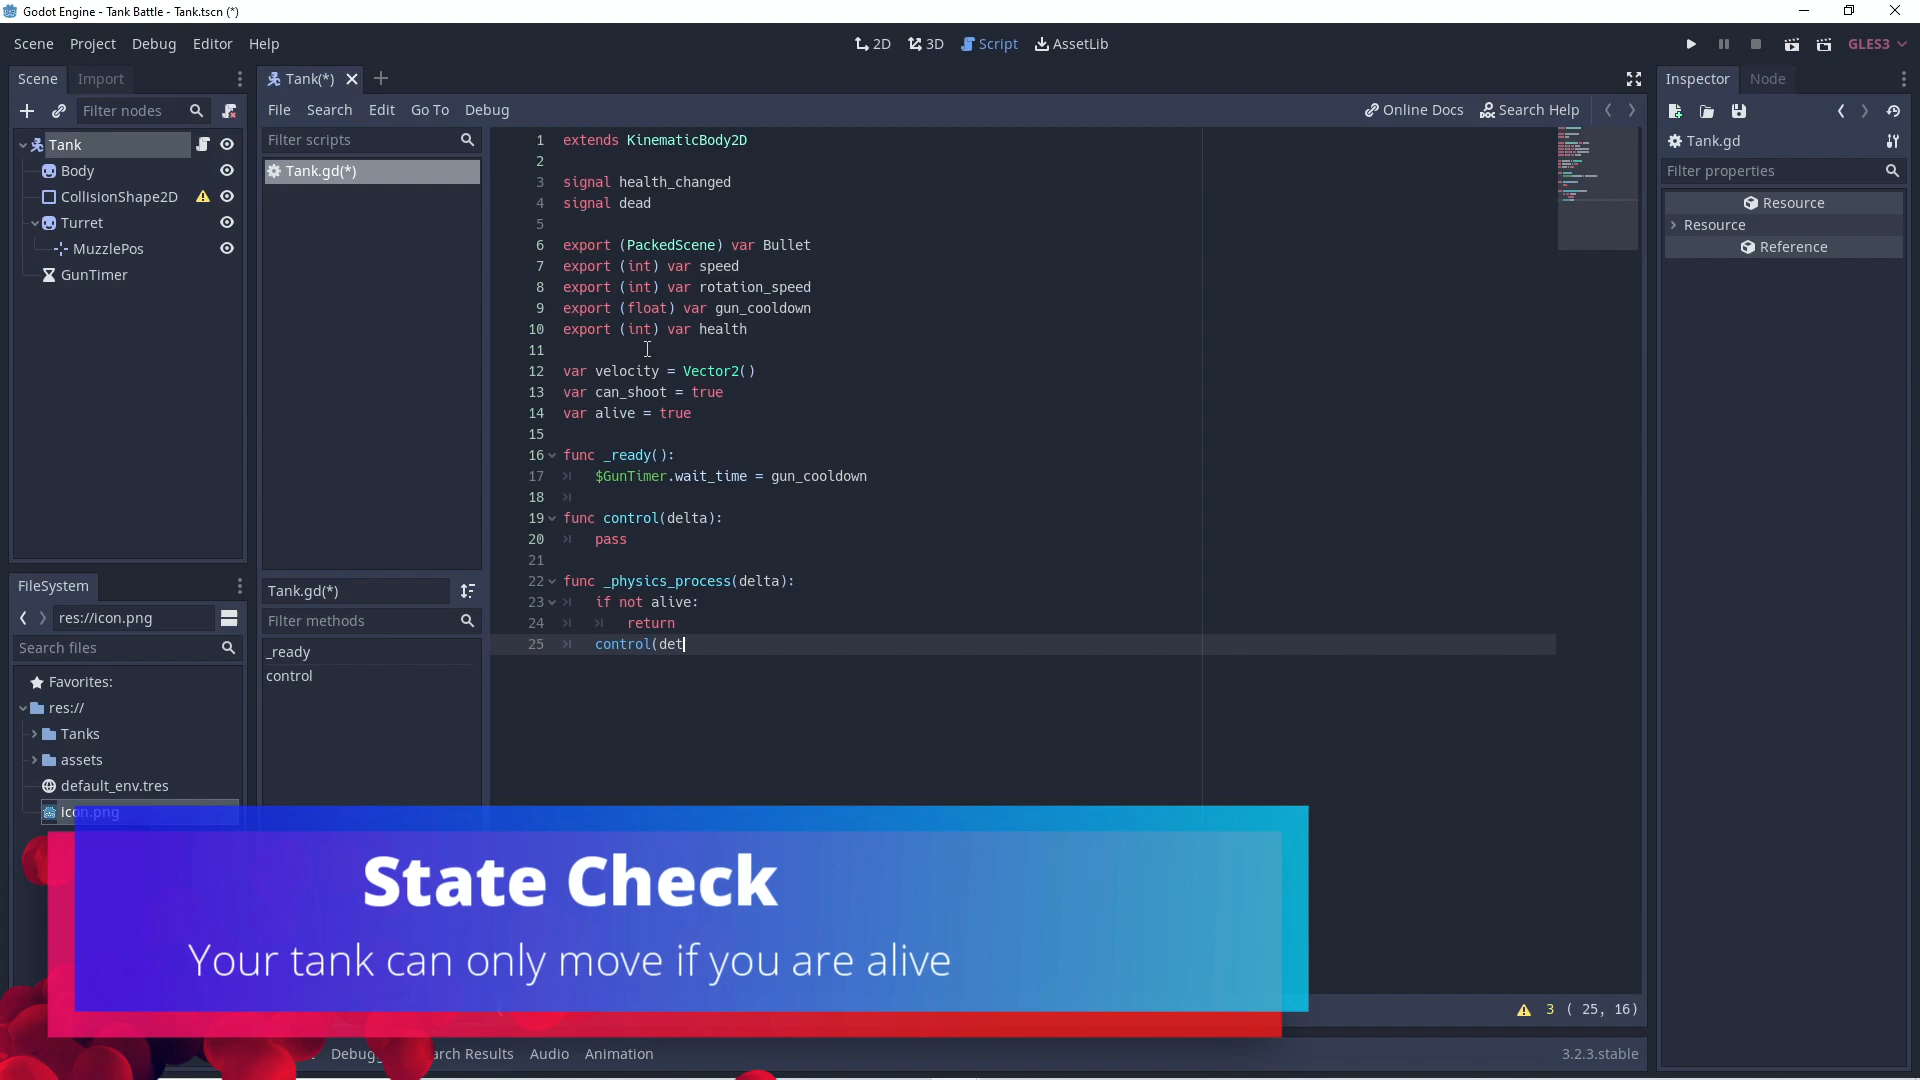 Godot Engine - Tank Battle - Tank.tscn (*)
Scene Project Debug Editor Help
2D 3D Script AssetLib
GLES3
Scene Import
Tank(*)
Inspector Node
Filter nodes
File Search Edit Go To Debug
Online Docs Search Help
Tank
Body
CollisionShape2D
Turret
MuzzlePos
GunTimer
Filter scripts
Tank.gd(*)
1 extends KinematicBody2D
2
3 signal health_changed
4 signal dead
5
6 export (PackedScene) var Bullet
7 export (int) var speed
8 export (int) var rotation_speed
9 export (float) var gun_cooldown
10 export (int) var health
11
12 var velocity = Vector2()
13 var can_shoot = true
14 var alive = true
15
16 func _ready():
17 $GunTimer.wait_time = gun_cooldown
18
19 func control(delta):
20 pass
21
22 func _physics_process(delta):
23 if not alive:
24 return
25 control(det
Tank.gd
Filter properties
Resource
Resource
Reference
FileSystem
res://icon.png
Search files
Favorites:
res://
Tanks
assets
default_env.tres
icon.png
Tank.gd(*)
Filter methods
_ready
control
State Check
Your tank can only move if you are alive
3 ( 25, 16)
Debugg arch Results Audio Animation
3.2.3.stable